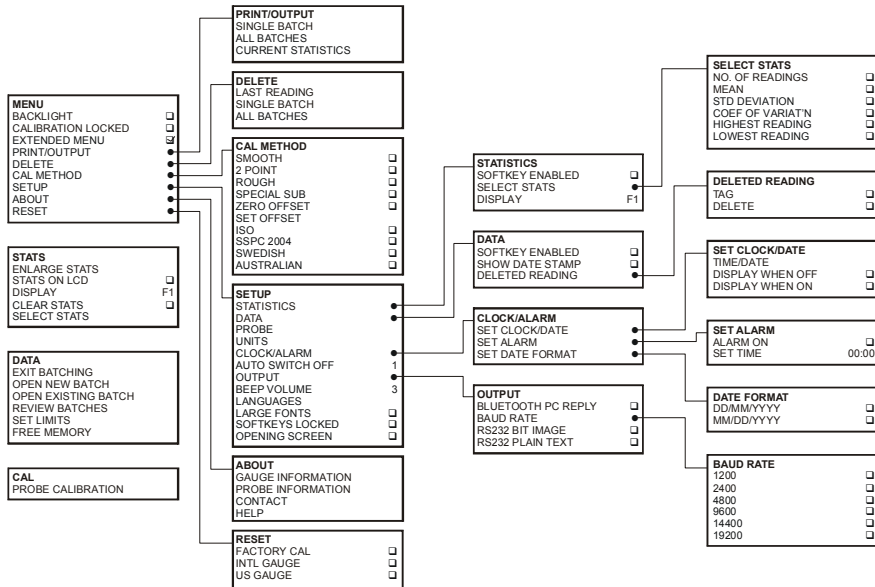 MENU
BACKLIGHT
CALIBRATION LOCKED
EXTENDED MENU
PRINT/OUTPUT
DELETE
CAL METHOD
SETUP
ABOUT
RESET
STATS
ENLARGE STATS
STATS ON LCD
DISPLAY F1
CLEAR STATS
SELECT STATS
DATA
EXIT BATCHING
OPEN NEW BATCH
OPEN EXISTING BATCH
REVIEW BATCHES
SET LIMITS
FREE MEMORY
CAL
PROBE CALIBRATION
PRINT/OUTPUT
SINGLE BATCH
ALL BATCHES
CURRENT STATISTICS
DELETE
LAST READING
SINGLE BATCH
ALL BATCHES
CAL METHOD
SMOOTH
2 POINT
ROUGH
SPECIAL SUB
ZERO OFFSET
SET OFFSET
ISO
SSPC 2004
SWEDISH
AUSTRALIAN
SETUP
STATISTICS
DATA
PROBE
UNITS
CLOCK/ALARM
AUTO SWITCH OFF 1
OUTPUT
BEEP VOLUME 3
LANGUAGES
LARGE FONTS
SOFTKEYS LOCKED
OPENING SCREEN
ABOUT
GAUGE INFORMATION
PROBE INFORMATION
CONTACT
HELP
RESET
FACTORY CAL
INTL GAUGE
US GAUGE
STATISTICS
SOFTKEY ENABLED
SELECT STATS
DISPLAY F1
DATA
SOFTKEY ENABLED
SHOW DATE STAMP
DELETED READING
CLOCK/ALARM
SET CLOCK/DATE
SET ALARM
SET DATE FORMAT
OUTPUT
BLUETOOTH PC REPLY
BAUD RATE
RS232 BIT IMAGE
RS232 PLAIN TEXT
SELECT STATS
NO. OF READINGS
MEAN
STD DEVIATION
COEF OF VARIAT'N
HIGHEST READING
LOWEST READING
DELETED READING
TAG
DELETE
SET CLOCK/DATE
TIME/DATE
DISPLAY WHEN OFF
DISPLAY WHEN ON
SET ALARM
ALARM ON
SET TIME 00:00
DATE FORMAT
DD/MM/YYYY
MM/DD/YYYY
BAUD RATE
1200
2400
4800
9600
14400
19200